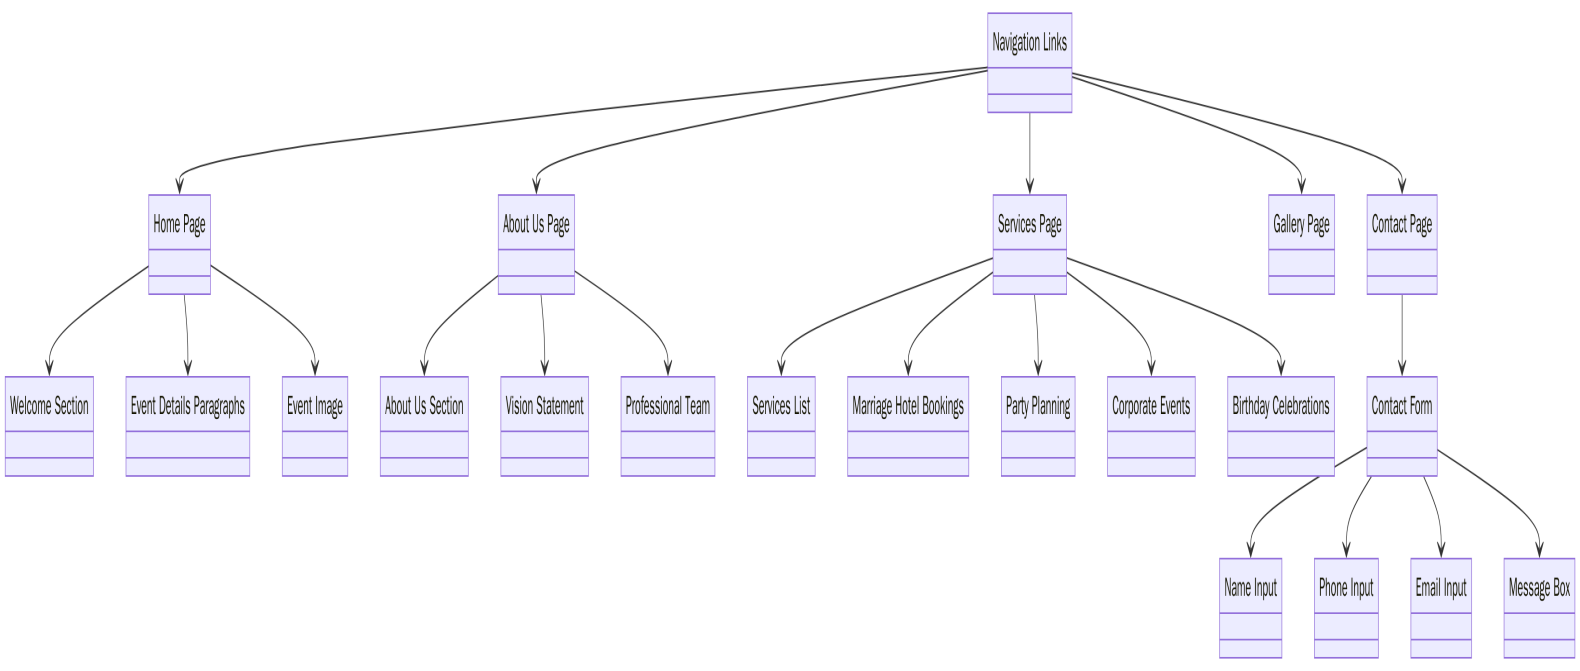 Navigation Links
Home Page
About Us Page
Services Page
Gallery Page
Contact Page
Welcome Section
Event Details Paragraphs
Event Image
About Us Section
Vision Statement
Professional Team
Services List
Marriage Hotel Bookings
Party Planning
Corporate Events
Birthday Celebrations
Contact Form
Name Input
Phone Input
Email Input
Message Box